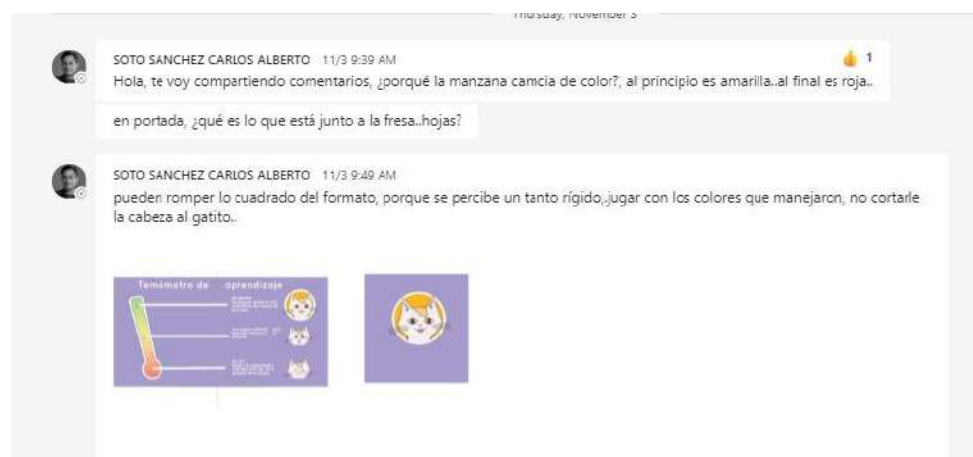 Thursday, November 3
SOTO SANCHEZ CARLOS ALBERTO 11/3 9:39 AM
👍 1
Hola, te voy compartiendo comentarios, ¿porqué la manzana camcia de color?, al principio es amarilla..al final es roja..
en portada, ¿qué es lo que está junto a la fresa..hojas?
SOTO SANCHEZ CARLOS ALBERTO 11/3 9:49 AM
pueden romper lo cuadrado del formato, porque se percibe un tanto rígido,.jugar con los colores que manejaron, no cortarle
la cabeza al gatito..
Temómetro de aprendizaje